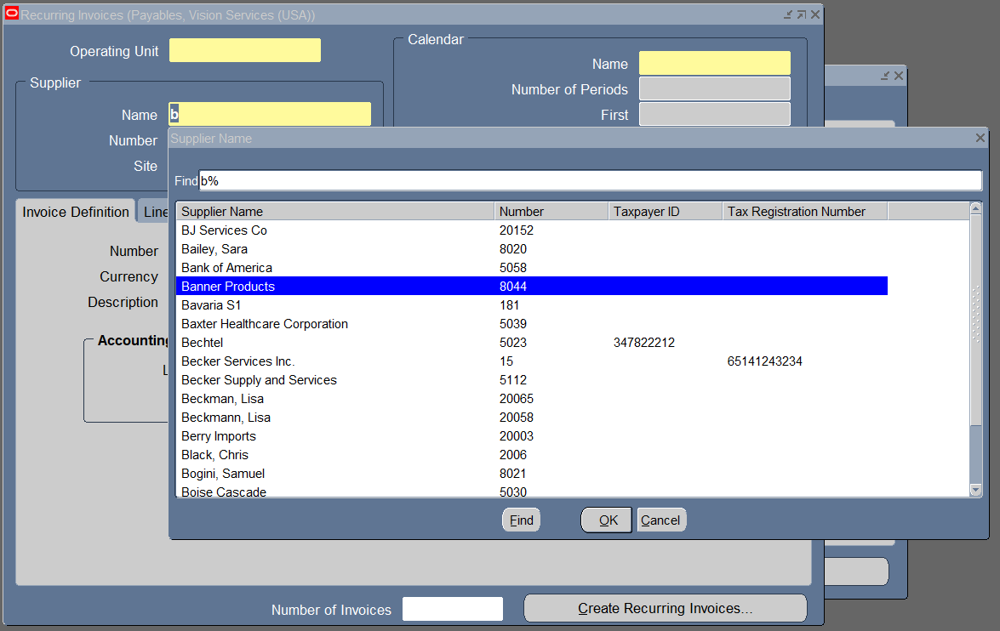 Recurring Invoices (Payables, Vision Services (USA))
Operating Unit
Calendar
Name
Number of Periods
First
Supplier
Name b
Number
Site
Supplier Name
Find b%
Supplier Name Number Taxpayer ID Tax Registration Number
BJ Services Co 20152
Bailey, Sara 8020
Bank of America 5058
Banner Products 8044
Bavaria S1 181
Baxter Healthcare Corporation 5039
Bechtel 5023 347822212
Becker Services Inc. 15 65141243234
Becker Supply and Services 5112
Beckman, Lisa 20065
Beckmann, Lisa 20058
Berry Imports 20003
Black, Chris 2006
Bogini, Samuel 8021
Boise Cascade 5030
Find OK Cancel
Invoice Definition Line
Number
Currency
Description
Accounting
L
Number of Invoices
Create Recurring Invoices...